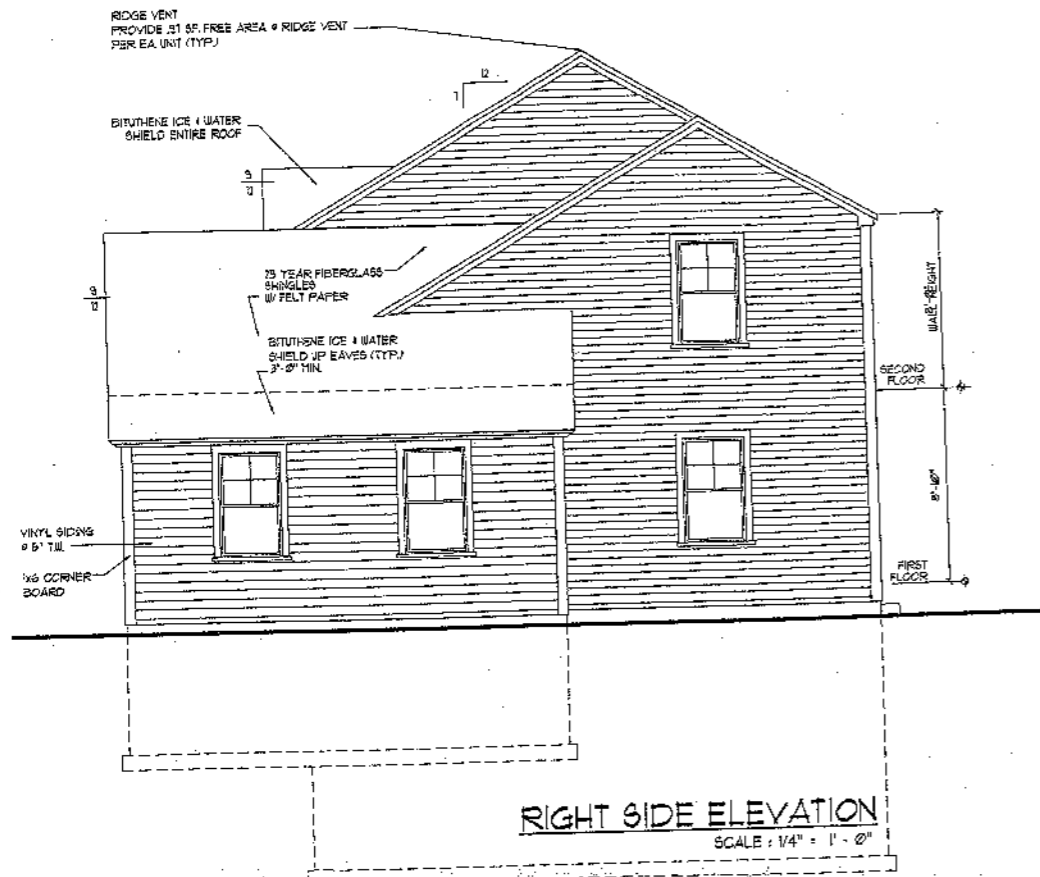 RIDGE VENT
PROVIDE .91 SF. FREE AREA @ RIDGE VENT
PER EA. UNIT (TYP.)
12
7
BITUTHENE ICE & WATER
SHIELD ENTIRE ROOF
9
12
9
12
25 YEAR FIBERGLASS
SHINGLES
W/ FELT PAPER
BITUTHENE ICE & WATER
SHIELD UP EAVES (TYP.)
3'-0" MIN.
WALL HEIGHT
SECOND
FLOOR
VINYL SIDING
@ 5" T.W.
1x6 CORNER
BOARD
FIRST
FLOOR
RIGHT SIDE ELEVATION
SCALE : 1/4" = 1' - 0"